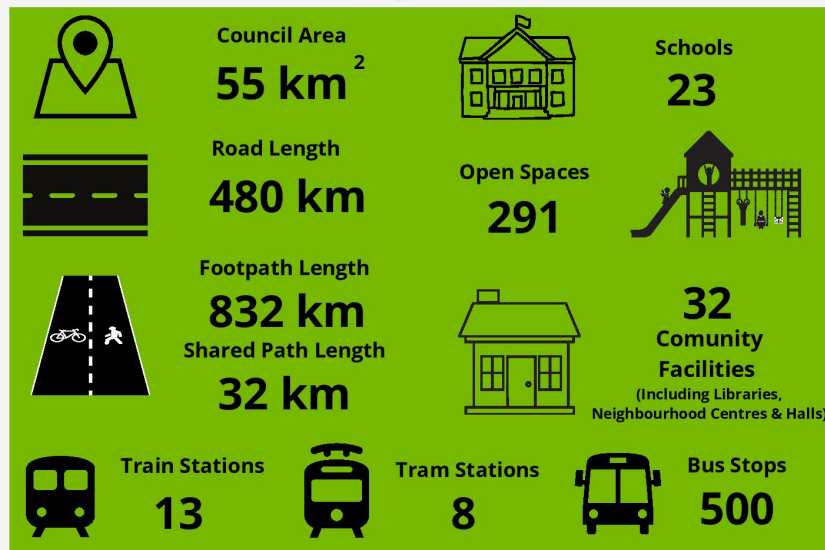 Council Area
55 km²
Schools
23
Road Length
480 km
Open Spaces
291
Footpath Length
832 km
Shared Path Length
32 km
32
Comunity
Facilities
(Including Libraries,
Neighbourhood Centres & Halls)
Train Stations
13
Tram Stations
8
Bus Stops
500